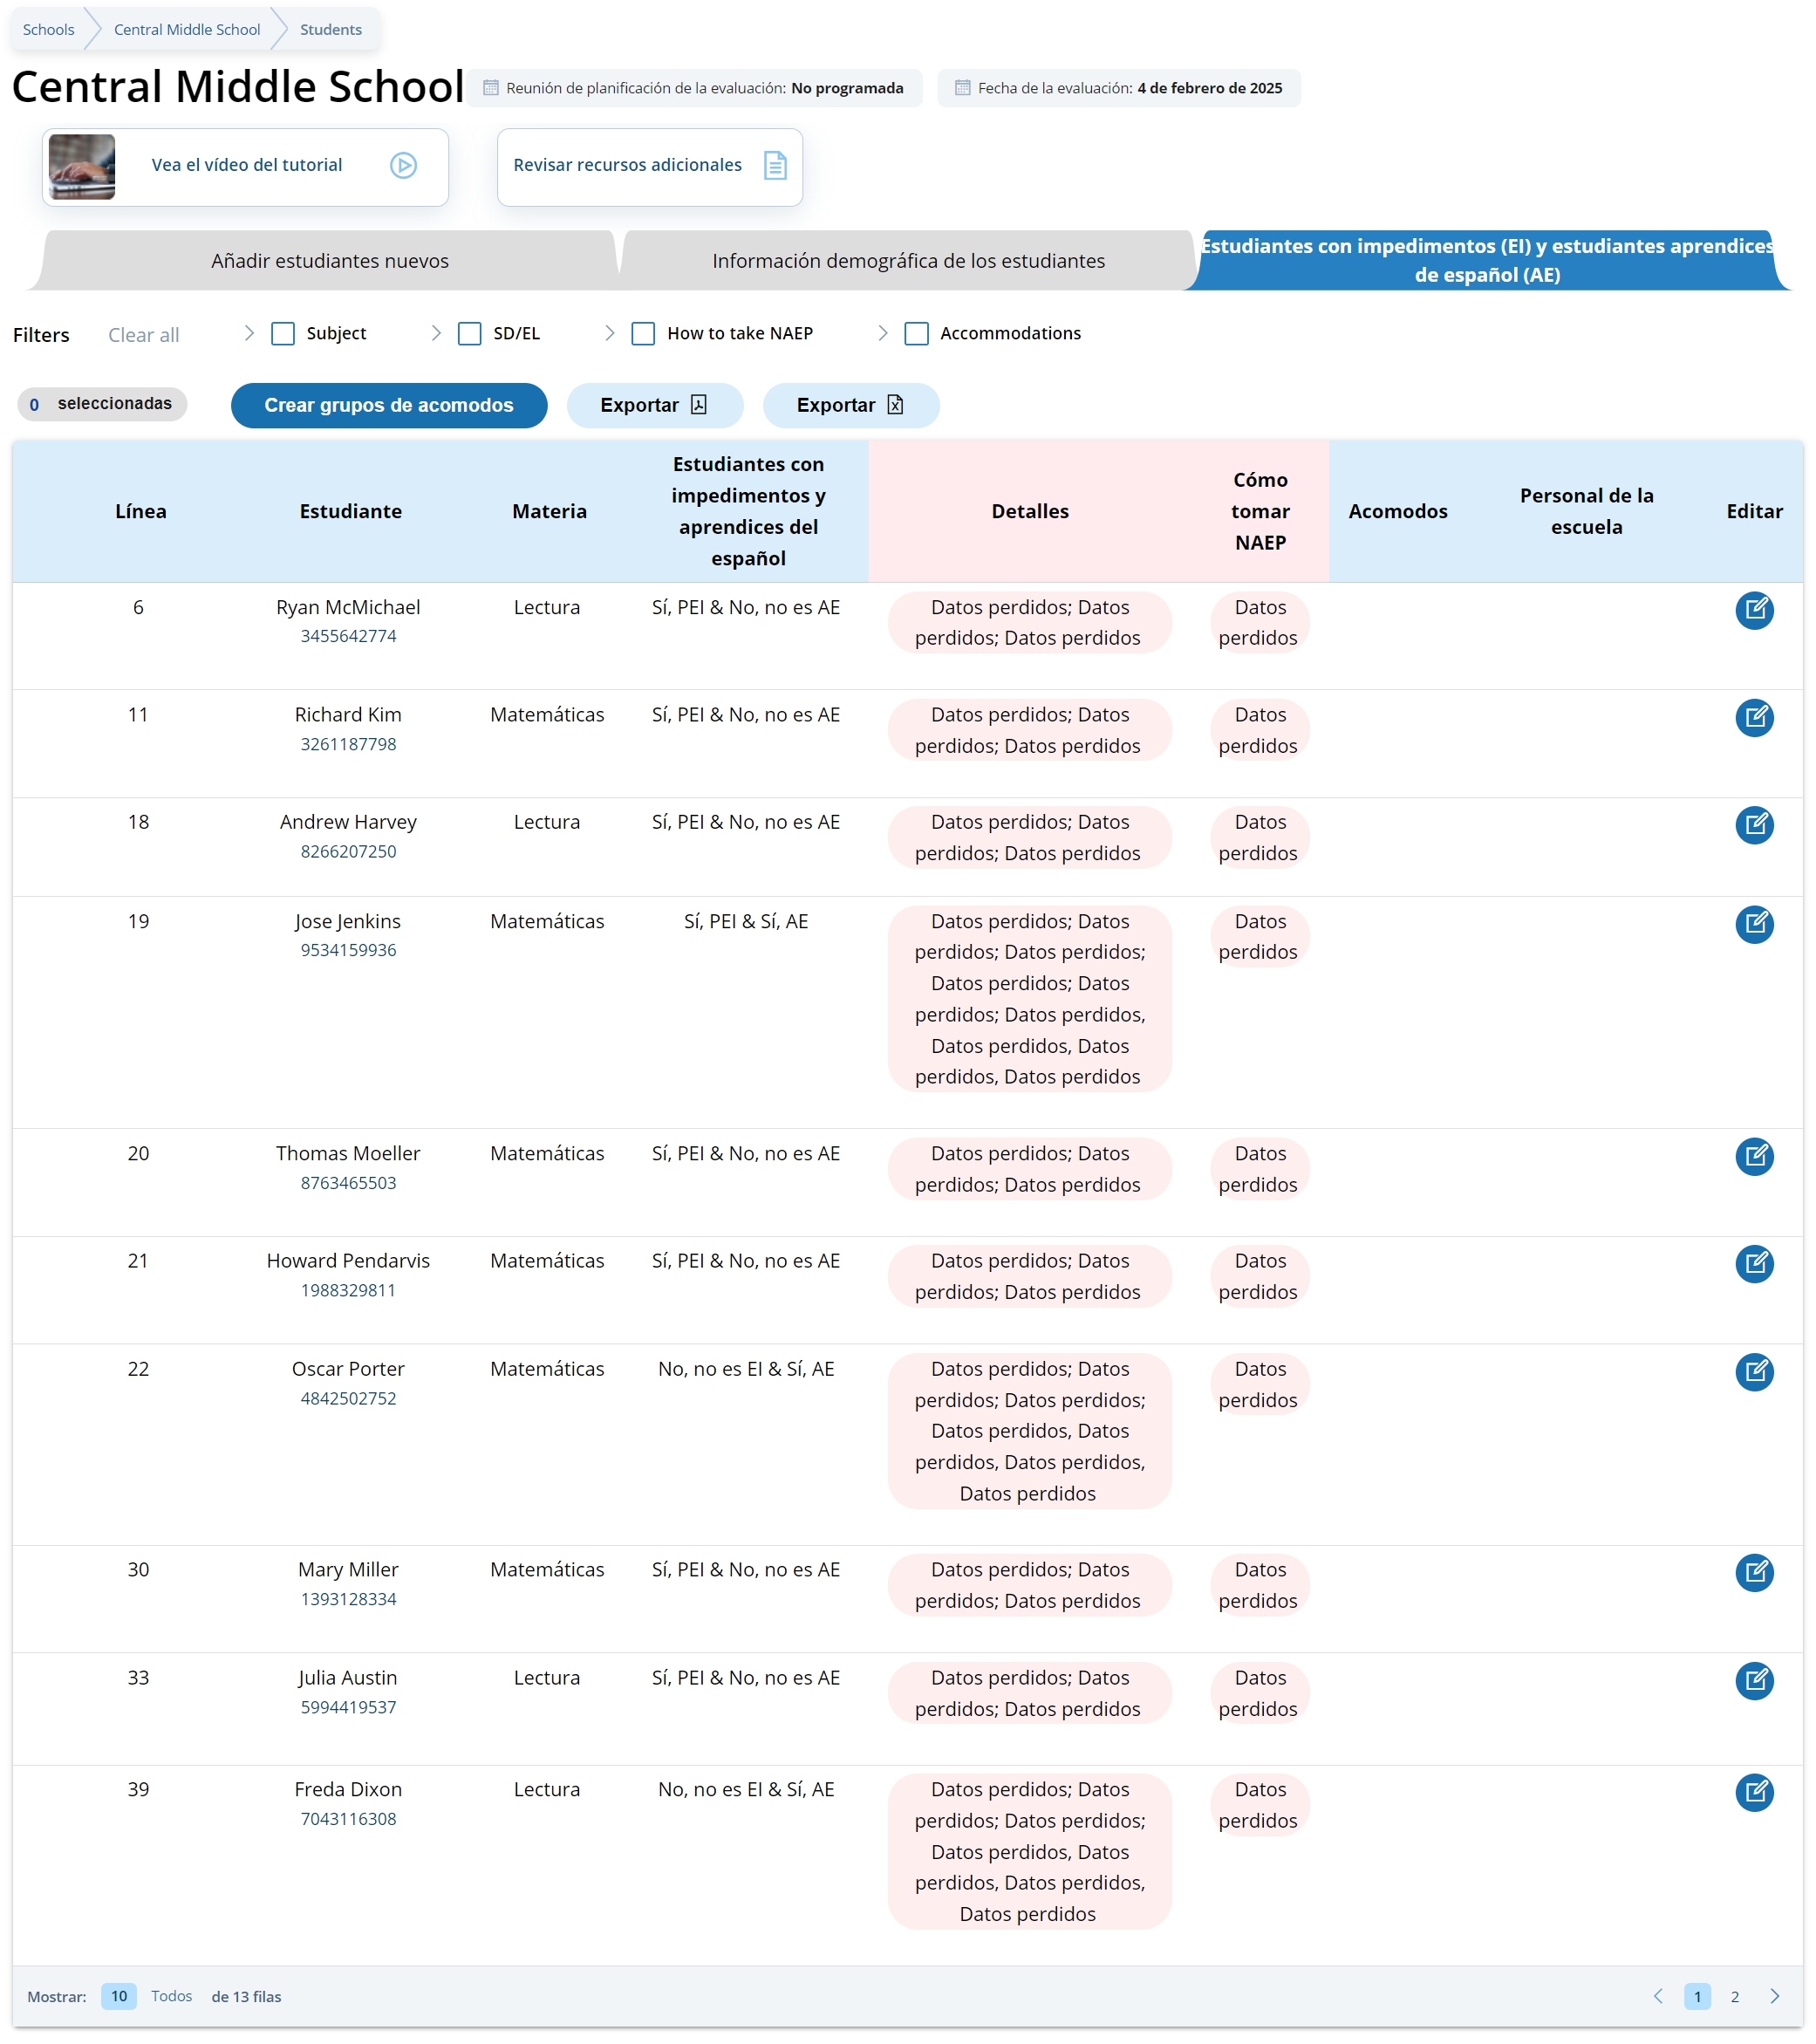 Schools
Central Middle School
Students
Central Middle School
Reunión de planificación de la evaluación: No programada
Fecha de la evaluación: 4 de febrero de 2025
Vea el vídeo del tutorial
Revisar recursos adicionales
Añadir estudiantes nuevos
Información demográfica de los estudiantes
Estudiantes con impedimentos (EI) y estudiantes aprendices
de español (AE)
Filters
Clear all
Subject
SD/EL
How to take NAEP
Accommodations
0 seleccionadas
Crear grupos de acomodos
Exportar
Exportar
Línea
Estudiante
Materia
Estudiantes con
impedimentos y
aprendices del
español
Detalles
Cómo
tomar
NAEP
Acomodos
Personal de la
escuela
Editar
6
Ryan McMichael
3455642774
Lectura
Sí, PEI & No, no es AE
Datos perdidos; Datos
perdidos; Datos perdidos
Datos
perdidos
11
Richard Kim
3261187798
Matemáticas
Sí, PEI & No, no es AE
Datos perdidos; Datos
perdidos; Datos perdidos
Datos
perdidos
18
Andrew Harvey
8266207250
Lectura
Sí, PEI & No, no es AE
Datos perdidos; Datos
perdidos; Datos perdidos
Datos
perdidos
19
Jose Jenkins
9534159936
Matemáticas
Sí, PEI & Sí, AE
Datos perdidos; Datos
perdidos; Datos perdidos;
Datos perdidos; Datos
perdidos; Datos perdidos,
Datos perdidos, Datos
perdidos, Datos perdidos
Datos
perdidos
20
Thomas Moeller
8763465503
Matemáticas
Sí, PEI & No, no es AE
Datos perdidos; Datos
perdidos; Datos perdidos
Datos
perdidos
21
Howard Pendarvis
1988329811
Matemáticas
Sí, PEI & No, no es AE
Datos perdidos; Datos
perdidos; Datos perdidos
Datos
perdidos
22
Oscar Porter
4842502752
Matemáticas
No, no es EI & Sí, AE
Datos perdidos; Datos
perdidos; Datos perdidos;
Datos perdidos, Datos
perdidos, Datos perdidos,
Datos perdidos
Datos
perdidos
30
Mary Miller
1393128334
Matemáticas
Sí, PEI & No, no es AE
Datos perdidos; Datos
perdidos; Datos perdidos
Datos
perdidos
33
Julia Austin
5994419537
Lectura
Sí, PEI & No, no es AE
Datos perdidos; Datos
perdidos; Datos perdidos
Datos
perdidos
39
Freda Dixon
7043116308
Lectura
No, no es EI & Sí, AE
Datos perdidos; Datos
perdidos; Datos perdidos;
Datos perdidos, Datos
perdidos, Datos perdidos,
Datos perdidos
Datos
perdidos
Mostrar: 10 Todos de 13 filas
1 2